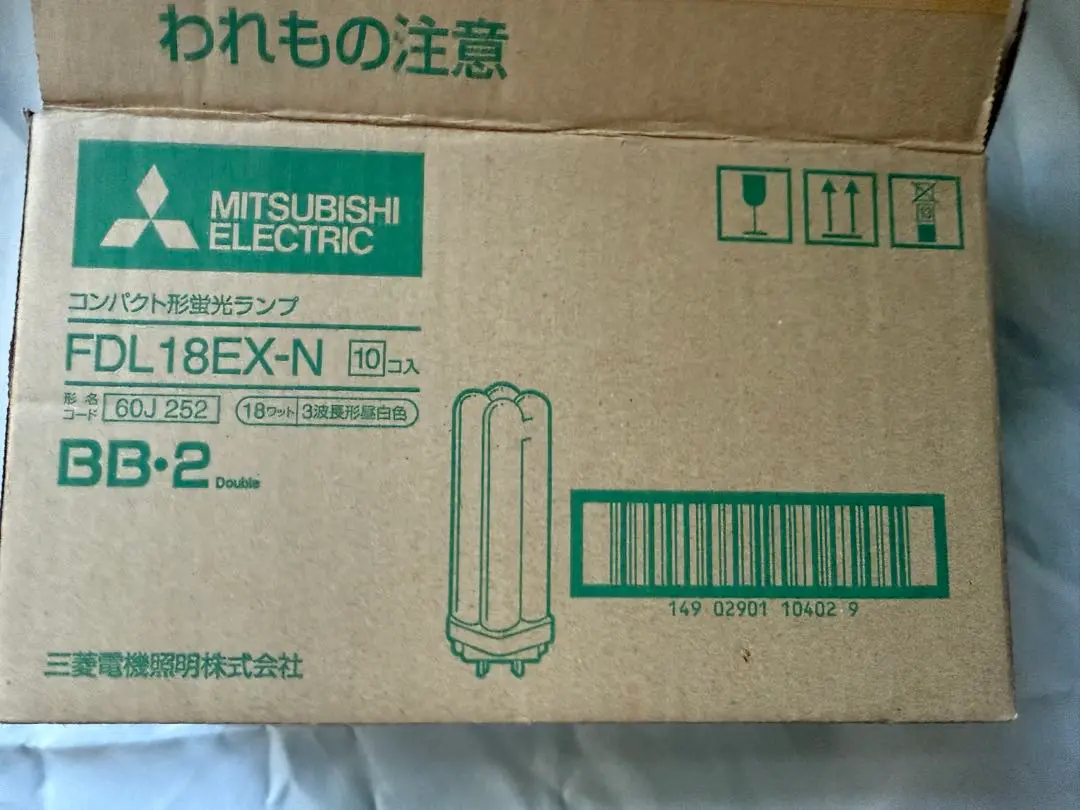 われもの注意
MITSUBISHI
ELECTRIC
コンパクト形蛍光ランプ
FDL18EX-N 10コ入
形名
コード 60J 252 18ワット 3波長形昼白色
BB・2 Double
149 02901 10402 9
三菱電機照明株式会社